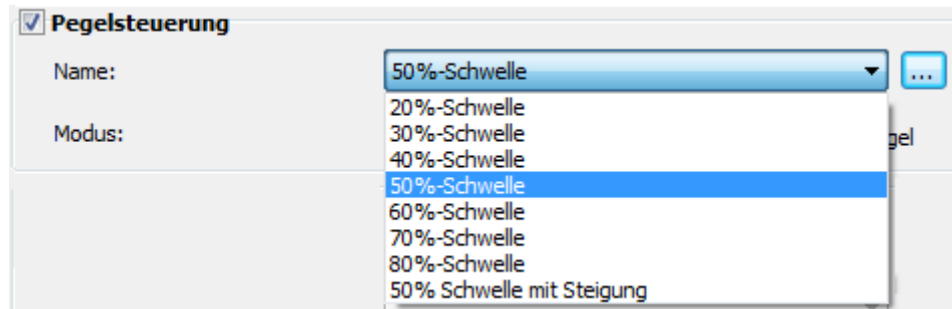 Pegelsteuerung
Name: 50%-Schwelle ...
20%-Schwelle
30%-Schwelle
Modus: gel
40%-Schwelle
50%-Schwelle
60%-Schwelle
70%-Schwelle
80%-Schwelle
50% Schwelle mit Steigung